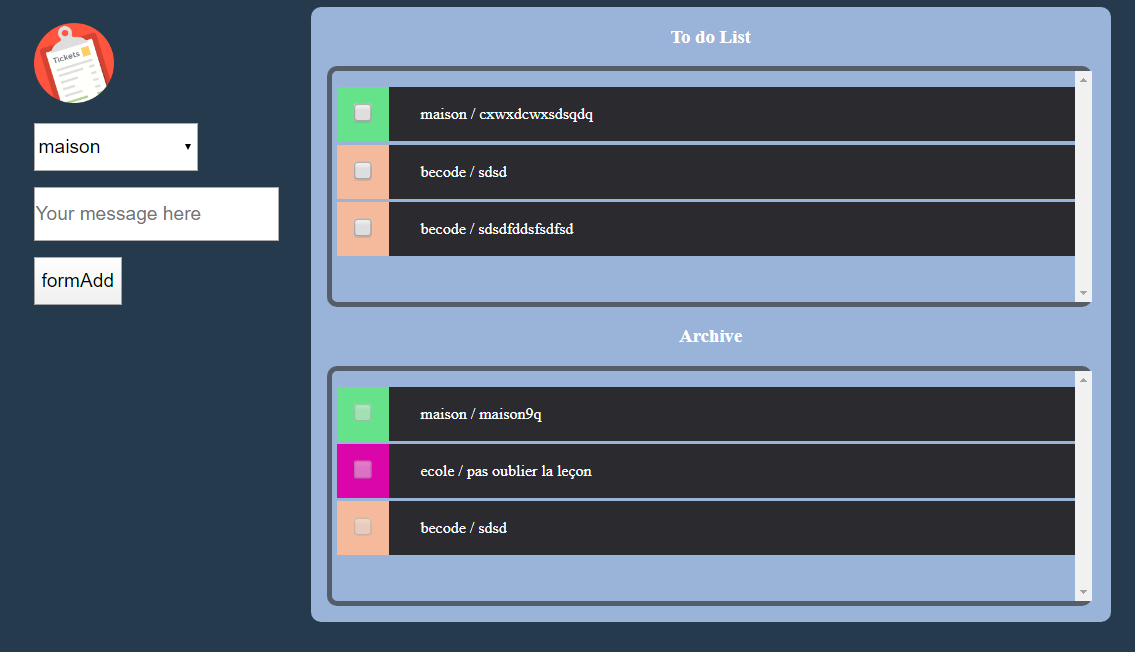 Tickets
maison
Your message here
formAdd
To do List
maison / cxwxdcwxsdsqdq
becode / sdsd
becode / sdsdfddsfsdfsd
Archive
maison / maison9q
ecole / pas oublier la leçon
becode / sdsd